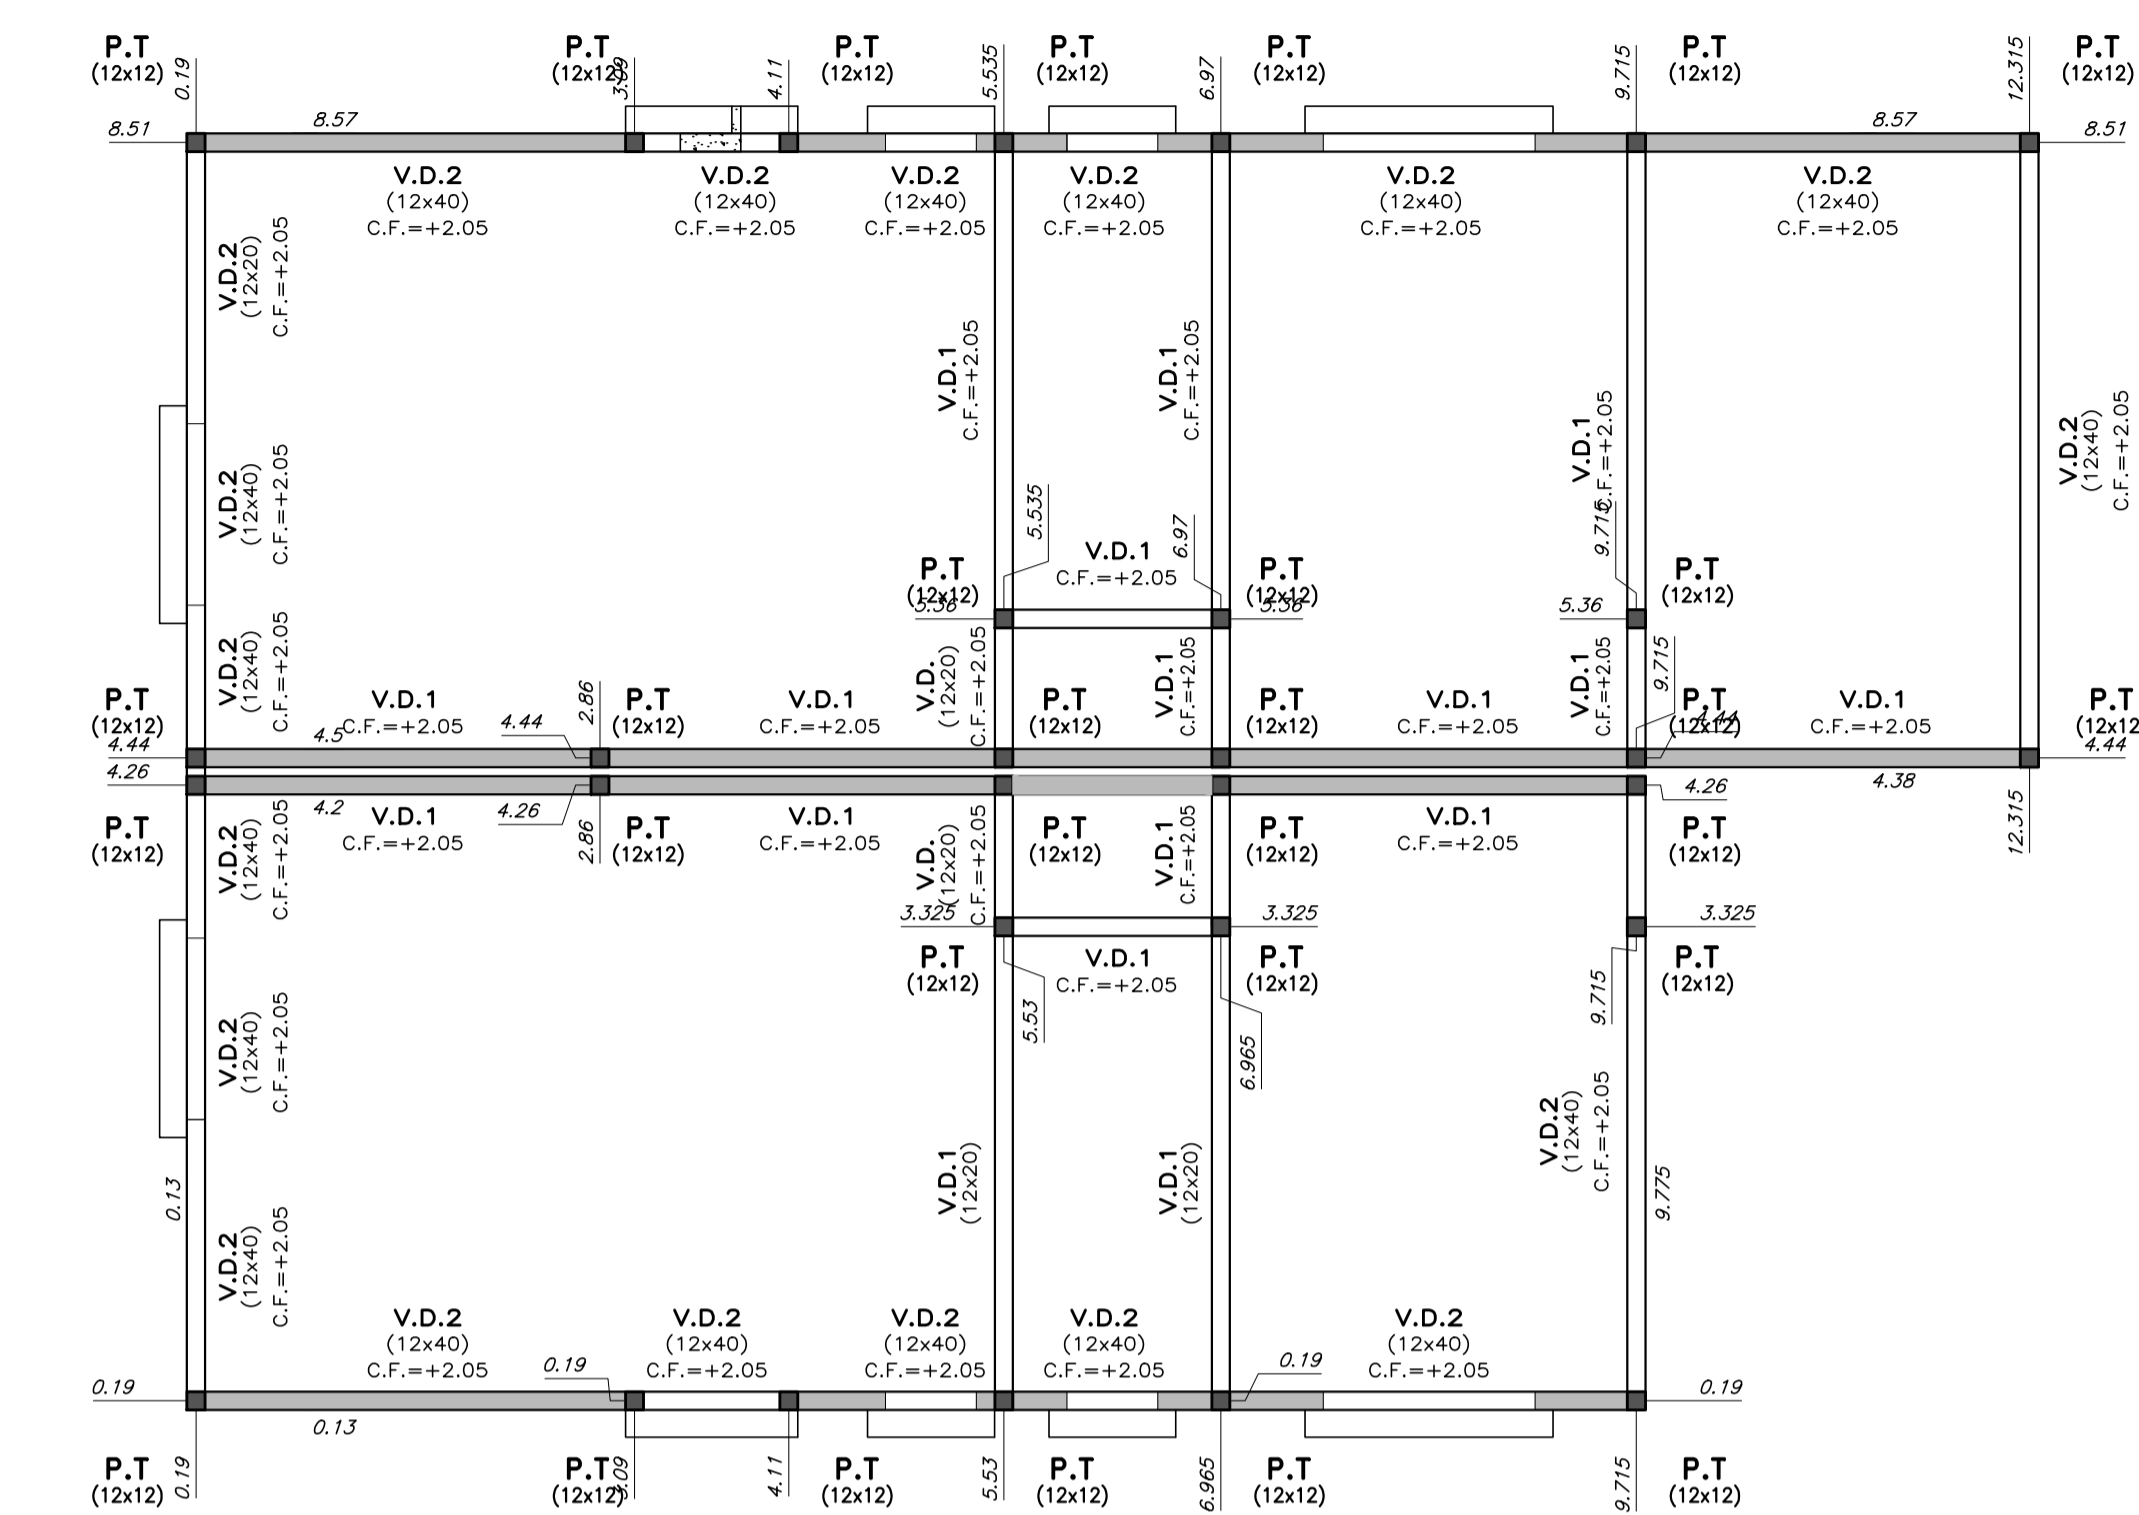 P.T
(12x12)
0.19
P.T
(12x12)
3.09
4.11
P.T
(12x12)
5.535
P.T
(12x12)
6.97
P.T
(12x12)
9.715
P.T
(12x12)
12.315
P.T
(12x12)
8.51
8.57
8.57
8.51
V.D.2
(12x40)
C.F.=+2.05
V.D.2
(12x40)
C.F.=+2.05
V.D.2
(12x40)
C.F.=+2.05
V.D.2
(12x40)
C.F.=+2.05
V.D.2
(12x40)
C.F.=+2.05
V.D.2
(12x40)
C.F.=+2.05
V.D.2
(12x20)
C.F.=+2.05
V.D.1
C.F.=+2.05
V.D.1
C.F.=+2.05
V.D.1
C.F.=+2.05
V.D.2
(12x40)
C.F.=+2.05
V.D.2
(12x40)
C.F.=+2.05
5.535
V.D.1
C.F.=+2.05
6.97
9.715
P.T
(12x12)
5.36
P.T
(12x12)
5.36
5.36
P.T
(12x12)
V.D.2
(12x40)
C.F.=+2.05
V.D.
(12x20)
C.F.=+2.05
V.D.1
C.F.=+2.05
V.D.1
C.F.=+2.05
9.715
P.T
(12x12)
4.44
V.D.1
C.F.=+2.05
4.5
4.44
2.86
P.T
(12x12)
V.D.1
C.F.=+2.05
P.T
(12x12)
P.T
(12x12)
V.D.1
C.F.=+2.05
P.T
(12x12)
4.44
V.D.1
C.F.=+2.05
P.T
(12x12)
4.44
4.26
4.2
4.26
4.26
4.38
12.315
P.T
(12x12)
V.D.2
(12x40)
C.F.=+2.05
V.D.1
C.F.=+2.05
2.86
P.T
(12x12)
V.D.1
C.F.=+2.05
V.D.
(12x20)
C.F.=+2.05
P.T
(12x12)
V.D.1
C.F.=+2.05
P.T
(12x12)
V.D.1
C.F.=+2.05
P.T
(12x12)
3.325
3.325
3.325
P.T
(12x12)
V.D.1
C.F.=+2.05
P.T
(12x12)
P.T
(12x12)
5.53
6.965
9.715
V.D.2
(12x40)
C.F.=+2.05
V.D.2
(12x40)
C.F.=+2.05
0.13
V.D.1
(12x20)
V.D.1
(12x20)
9.775
V.D.2
(12x40)
C.F.=+2.05
V.D.2
(12x40)
C.F.=+2.05
V.D.2
(12x40)
C.F.=+2.05
V.D.2
(12x40)
C.F.=+2.05
V.D.2
(12x40)
C.F.=+2.05
V.D.2
(12x40)
C.F.=+2.05
0.19
0.19
0.19
0.19
0.13
P.T
(12x12)
0.19
P.T
(12x12)
3.09
4.11
P.T
(12x12)
5.53
P.T
(12x12)
6.965
P.T
(12x12)
9.715
P.T
(12x12)